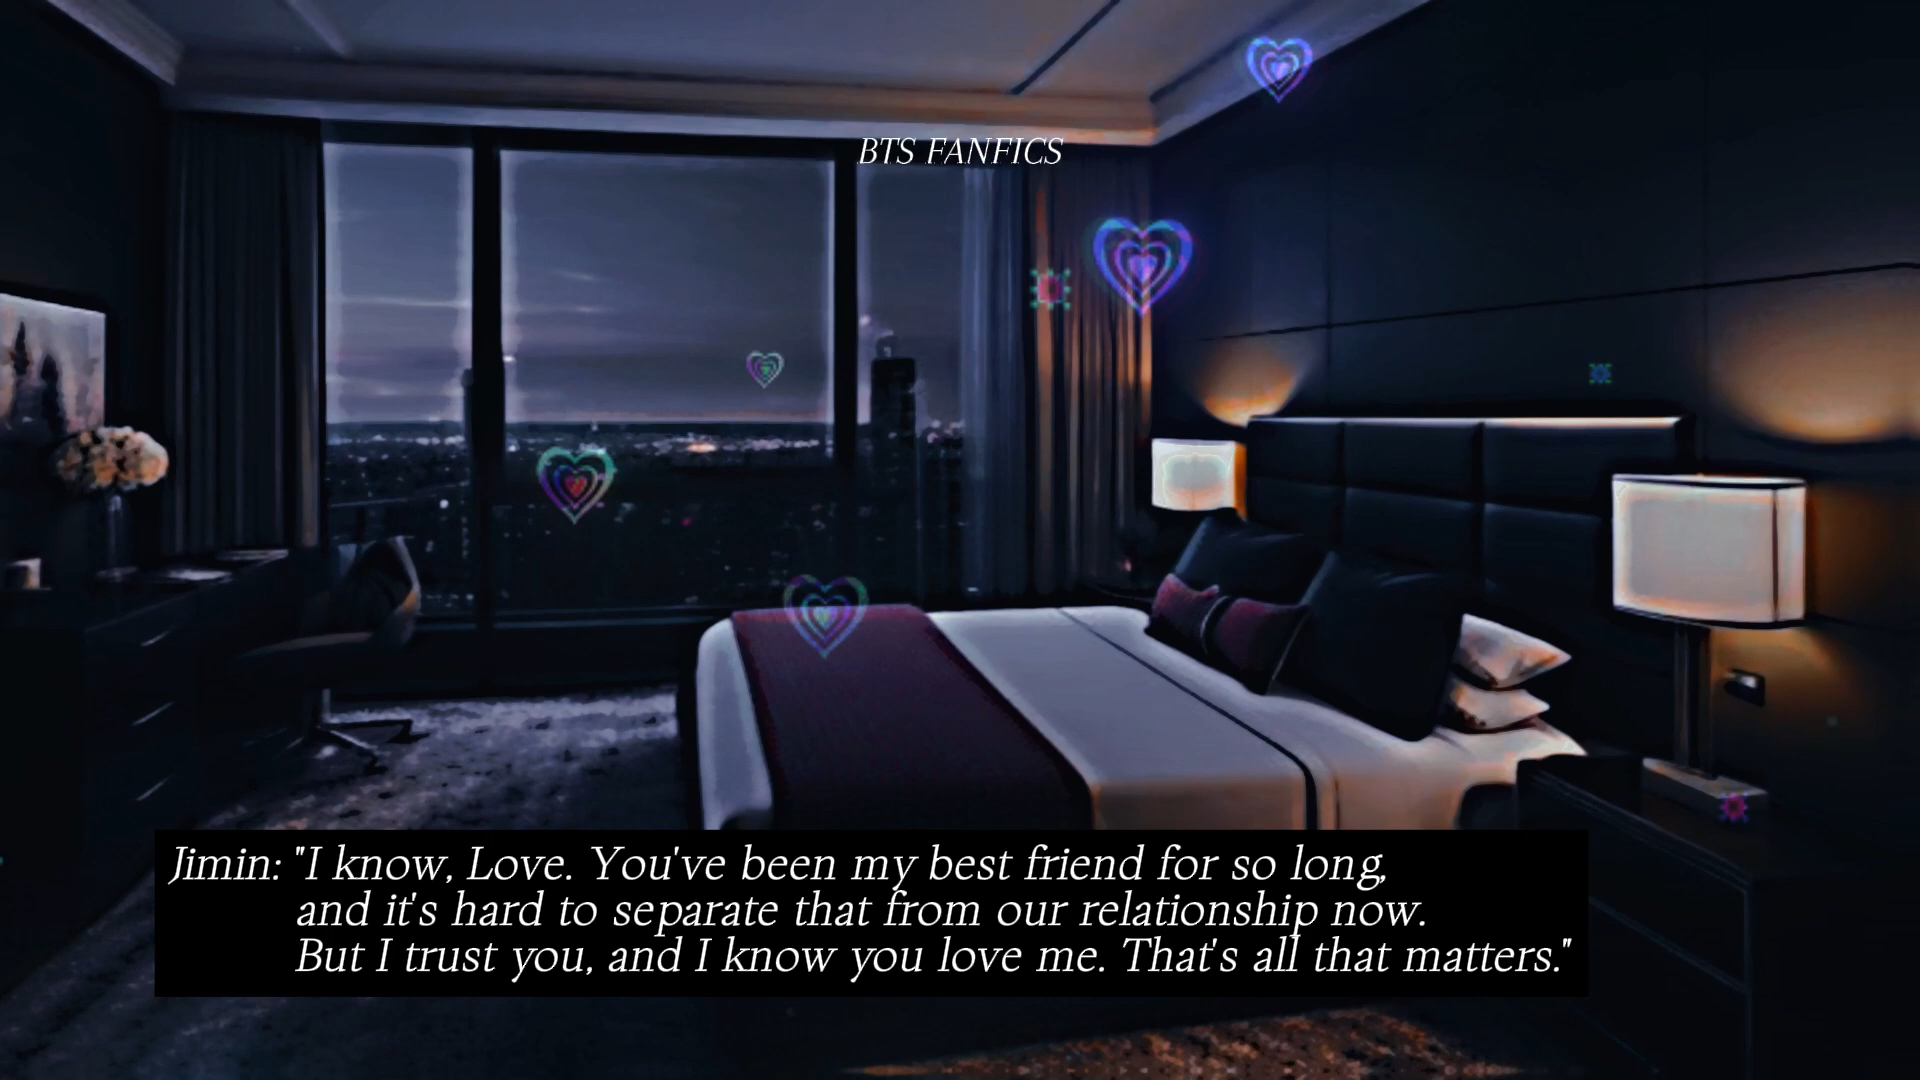 BTS FANFICS
Jimin: "I know, Love. You've been my best friend for so long,
and it's hard to separate that from our relationship now.
But I trust you, and I know you love me. That's all that matters."